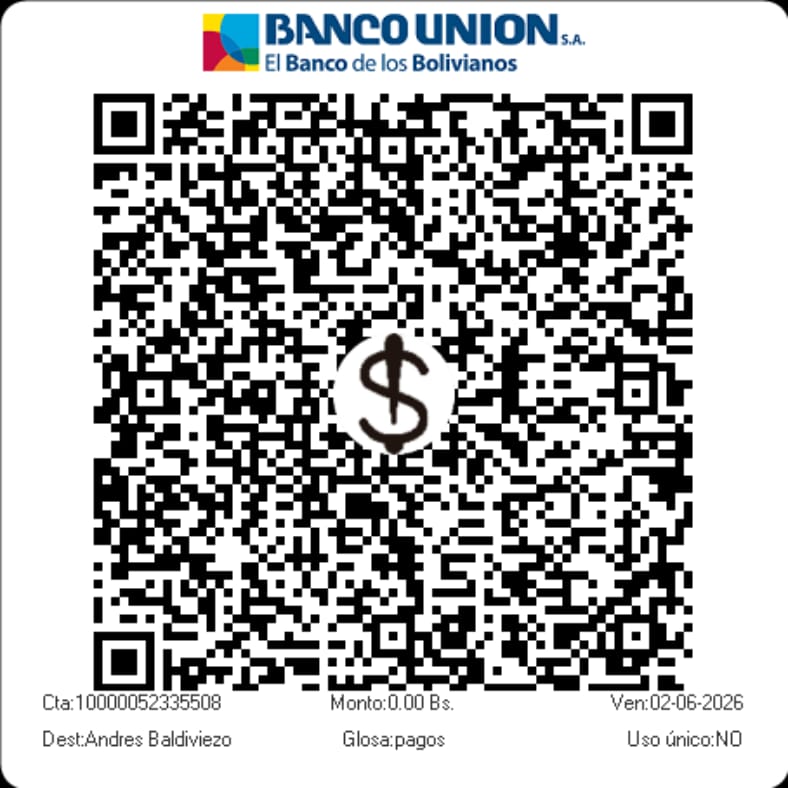 BANCO UNION S.A.
El Banco de los Bolivianos
$
Cta:10000052335508 Monto:0.00 Bs. Ven:02-06-2026
Dest:Andres Baldiviezo Glosa:pagos Uso único:NO